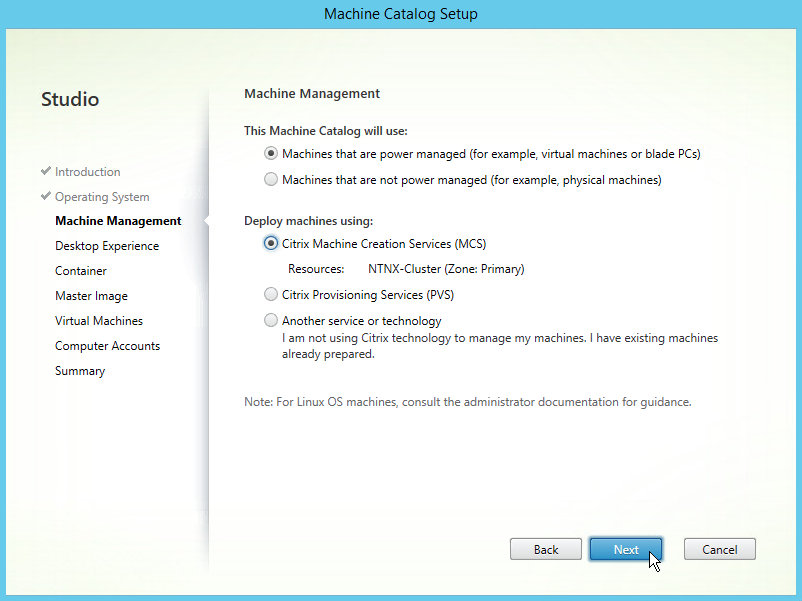 Machine Catalog Setup
Studio
Introduction
Operating System
Machine Management
Desktop Experience
Container
Master Image
Virtual Machines
Computer Accounts
Summary
Machine Management
This Machine Catalog will use:
Machines that are power managed (for example, virtual machines or blade PCs)
Machines that are not power managed (for example, physical machines)
Deploy machines using:
Citrix Machine Creation Services (MCS)
Resources: NTNX-Cluster (Zone: Primary)
Citrix Provisioning Services (PVS)
Another service or technology
I am not using Citrix technology to manage my machines. I have existing machines
already prepared.
Note: For Linux OS machines, consult the administrator documentation for guidance.
Back Next Cancel